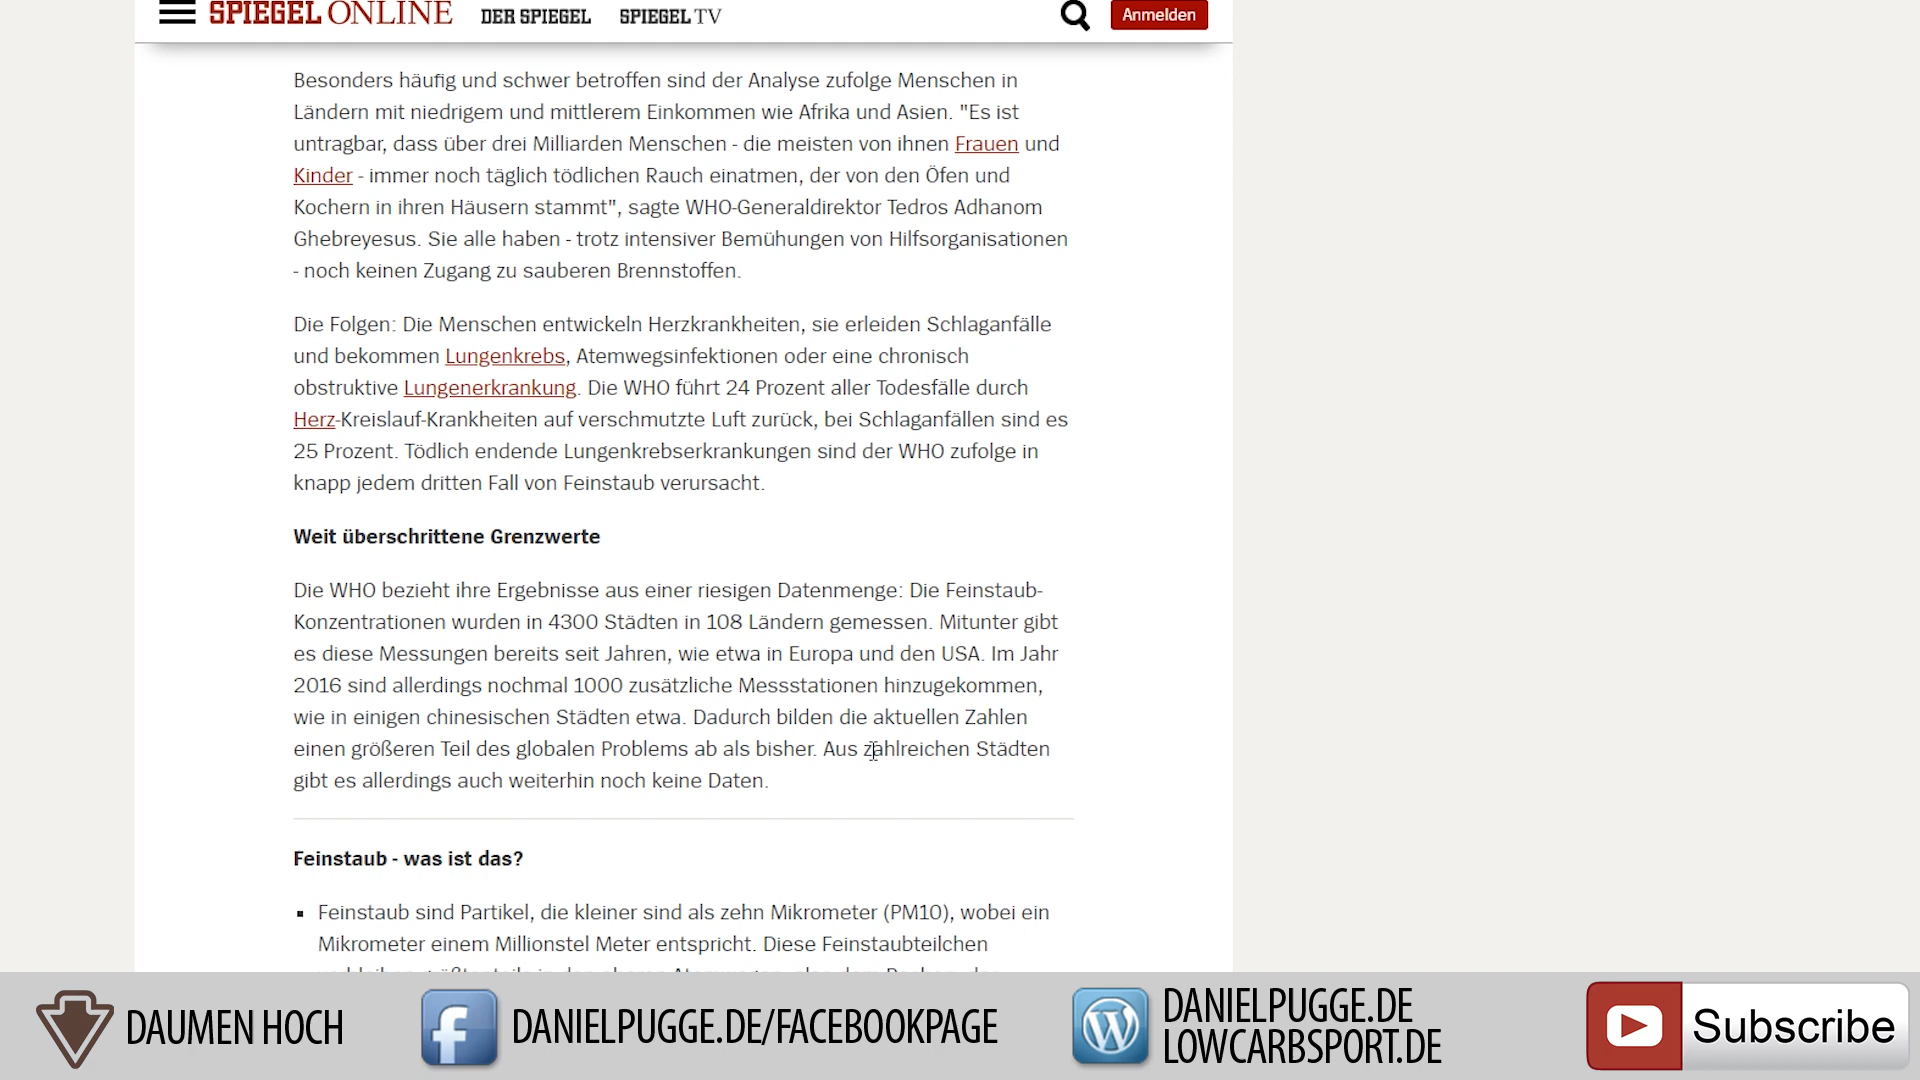 SPIEGEL ONLINE DER SPIEGEL SPIEGEL TV Anmelden
Besonders häufig und schwer betroffen sind der Analyse zufolge Menschen in
Ländern mit niedrigem und mittlerem Einkommen wie Afrika und Asien. "Es ist
untragbar, dass über drei Milliarden Menschen - die meisten von ihnen Frauen und
Kinder - immer noch täglich tödlichen Rauch einatmen, der von den Öfen und
Kochern in ihren Häusern stammt", sagte WHO-Generaldirektor Tedros Adhanom
Ghebreyesus. Sie alle haben - trotz intensiver Bemühungen von Hilfsorganisationen
- noch keinen Zugang zu sauberen Brennstoffen.
Die Folgen: Die Menschen entwickeln Herzkrankheiten, sie erleiden Schlaganfälle
und bekommen Lungenkrebs, Atemwegsinfektionen oder eine chronisch
obstruktive Lungenerkrankung. Die WHO führt 24 Prozent aller Todesfälle durch
Herz-Kreislauf-Krankheiten auf verschmutzte Luft zurück, bei Schlaganfällen sind es
25 Prozent. Tödlich endende Lungenkrebserkrankungen sind der WHO zufolge in
knapp jedem dritten Fall von Feinstaub verursacht.
Weit überschrittene Grenzwerte
Die WHO bezieht ihre Ergebnisse aus einer riesigen Datenmenge: Die Feinstaub-
Konzentrationen wurden in 4300 Städten in 108 Ländern gemessen. Mitunter gibt
es diese Messungen bereits seit Jahren, wie etwa in Europa und den USA. Im Jahr
2016 sind allerdings nochmal 1000 zusätzliche Messstationen hinzugekommen,
wie in einigen chinesischen Städten etwa. Dadurch bilden die aktuellen Zahlen
einen größeren Teil des globalen Problems ab als bisher. Aus zahlreichen Städten
gibt es allerdings auch weiterhin noch keine Daten.
Feinstaub - was ist das?
▪ Feinstaub sind Partikel, die kleiner sind als zehn Mikrometer (PM10), wobei ein
Mikrometer einem Millionstel Meter entspricht. Diese Feinstaubteilchen
DAUMEN HOCH
DANIELPUGGE.DE/FACEBOOKPAGE
DANIELPUGGE.DE
LOWCARBSPORT.DE
Subscribe